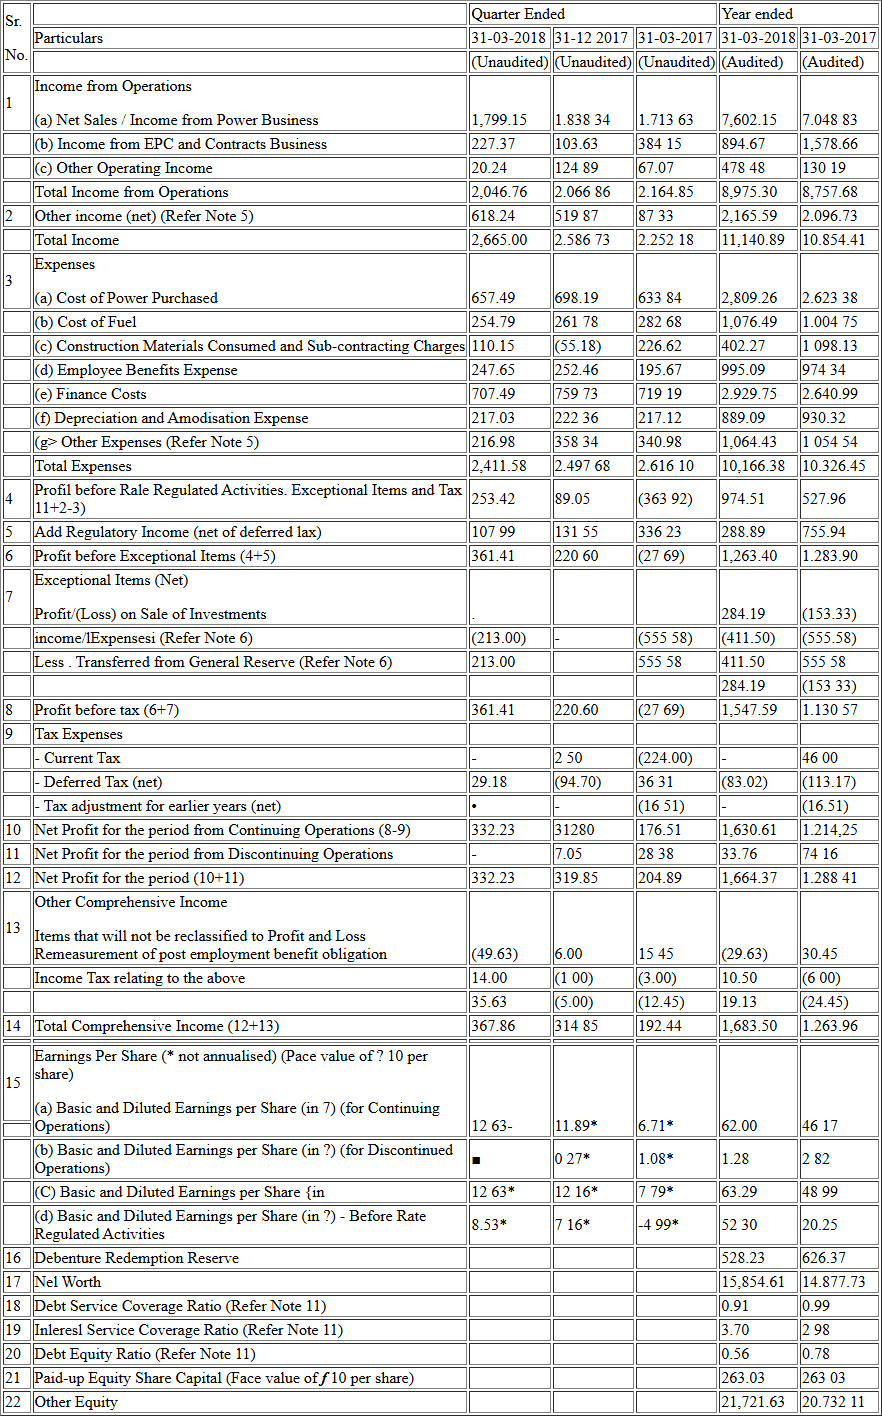 Sr.
No.
Quarter Ended Year ended
Particulars 31-03-2018 31-12 2017 31-03-2017 31-03-2018 31-03-2017
(Unaudited) (Unaudited) (Unaudited) (Audited) (Audited)
1 Income from Operations
(a) Net Sales / Income from Power Business 1,799.15 1.838 34 1.713 63 7,602.15 7.048 83
(b) Income from EPC and Contracts Business 227.37 103.63 384 15 894.67 1,578.66
(c) Other Operating Income 20.24 124 89 67.07 478 48 130 19
Total Income from Operations 2,046.76 2.066 86 2.164.85 8,975.30 8,757.68
2 Other income (net) (Refer Note 5) 618.24 519 87 87 33 2,165.59 2.096.73
Total Income 2,665.00 2.586 73 2.252 18 11,140.89 10.854.41
3 Expenses
(a) Cost of Power Purchased 657.49 698.19 633 84 2,809.26 2.623 38
(b) Cost of Fuel 254.79 261 78 282 68 1,076.49 1.004 75
(c) Construction Materials Consumed and Sub-contracting Charges 110.15 (55.18) 226.62 402.27 1 098.13
(d) Employee Benefits Expense 247.65 252.46 195.67 995.09 974 34
(e) Finance Costs 707.49 759 73 719 19 2.929.75 2.640.99
(f) Depreciation and Amodisation Expense 217.03 222 36 217.12 889.09 930.32
(g> Other Expenses (Refer Note 5) 216.98 358 34 340.98 1,064.43 1 054 54
Total Expenses 2,411.58 2.497 68 2.616 10 10,166.38 10.326.45
4 Profil before Rale Regulated Activities. Exceptional Items and Tax
11+2-3) 253.42 89.05 (363 92) 974.51 527.96
5 Add Regulatory Income (net of deferred lax) 107 99 131 55 336 23 288.89 755.94
6 Profit before Exceptional Items (4+5) 361.41 220 60 (27 69) 1,263.40 1.283.90
7 Exceptional Items (Net)
Profit/(Loss) on Sale of Investments . 284.19 (153.33)
income/lExpensesi (Refer Note 6) (213.00) - (555 58) (411.50) (555.58)
Less . Transferred from General Reserve (Refer Note 6) 213.00 555 58 411.50 555 58
284.19 (153 33)
8 Profit before tax (6+7) 361.41 220.60 (27 69) 1,547.59 1.130 57
9 Tax Expenses
- Current Tax - 2 50 (224.00) - 46 00
- Deferred Tax (net) 29.18 (94.70) 36 31 (83.02) (113.17)
- Tax adjustment for earlier years (net) • - (16 51) - (16.51)
10 Net Profit for the period from Continuing Operations (8-9) 332.23 31280 176.51 1,630.61 1.214,25
11 Net Profit for the period from Discontinuing Operations - 7.05 28 38 33.76 74 16
12 Net Profit for the period (10+11) 332.23 319.85 204.89 1,664.37 1.288 41
13 Other Comprehensive Income
Items that will not be reclassified to Profit and Loss
Remeasurement of post employment benefit obligation (49.63) 6.00 15 45 (29.63) 30.45
Income Tax relating to the above 14.00 (1 00) (3.00) 10.50 (6 00)
35.63 (5.00) (12.45) 19.13 (24.45)
14 Total Comprehensive Income (12+13) 367.86 314 85 192.44 1,683.50 1.263.96
15 Earnings Per Share (* not annualised) (Pace value of ? 10 per
share)
(a) Basic and Diluted Earnings per Share (in 7) (for Continuing
Operations) 12 63- 11.89* 6.71* 62.00 46 17
(b) Basic and Diluted Earnings per Share (in ?) (for Discontinued
Operations) ■ 0 27* 1.08* 1.28 2 82
(C) Basic and Diluted Earnings per Share {in 12 63* 12 16* 7 79* 63.29 48 99
(d) Basic and Diluted Earnings per Share (in ?) - Before Rate
Regulated Activities 8.53* 7 16* -4 99* 52 30 20.25
16 Debenture Redemption Reserve 528.23 626.37
17 Nel Worth 15,854.61 14.877.73
18 Debt Service Coverage Ratio (Refer Note 11) 0.91 0.99
19 Inleresl Service Coverage Ratio (Refer Note 11) 3.70 2 98
20 Debt Equity Ratio (Refer Note 11) 0.56 0.78
21 Paid-up Equity Share Capital (Face value of ƒ 10 per share) 263.03 263 03
22 Other Equity 21,721.63 20.732 11